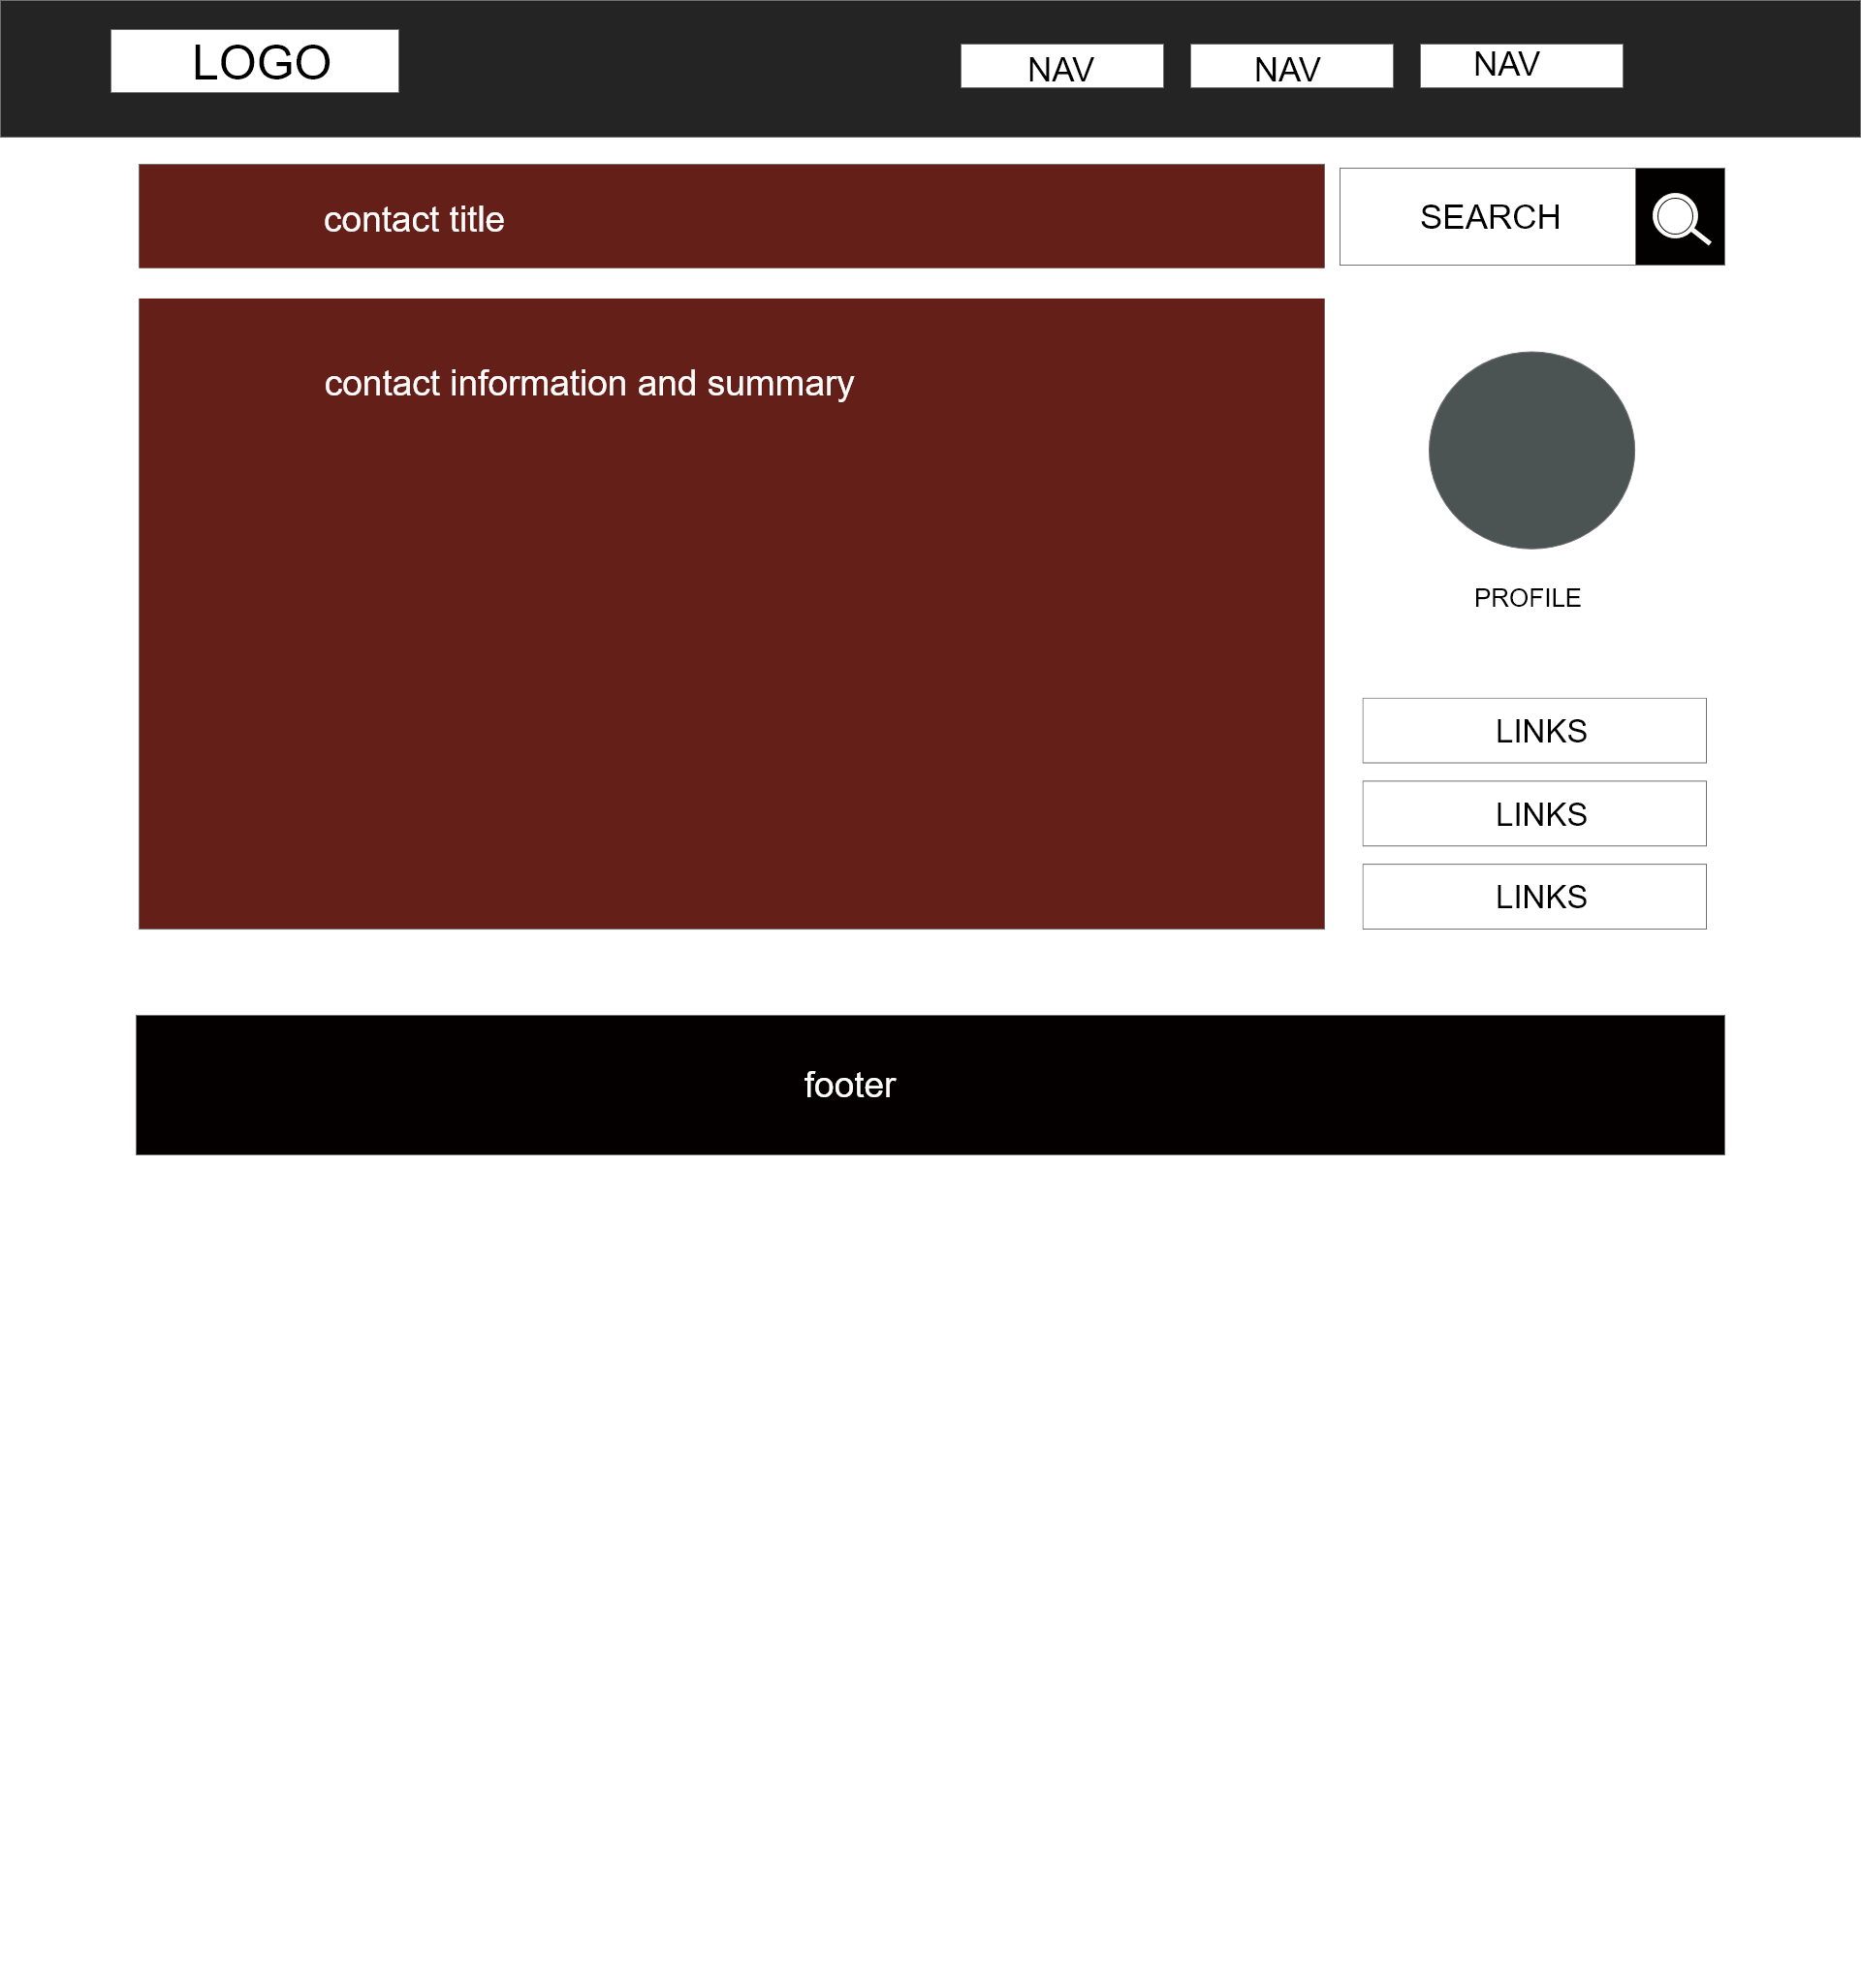 LOGO
NAV
NAV
NAV
contact title
SEARCH
contact information and summary
PROFILE
LINKS
LINKS
LINKS
footer